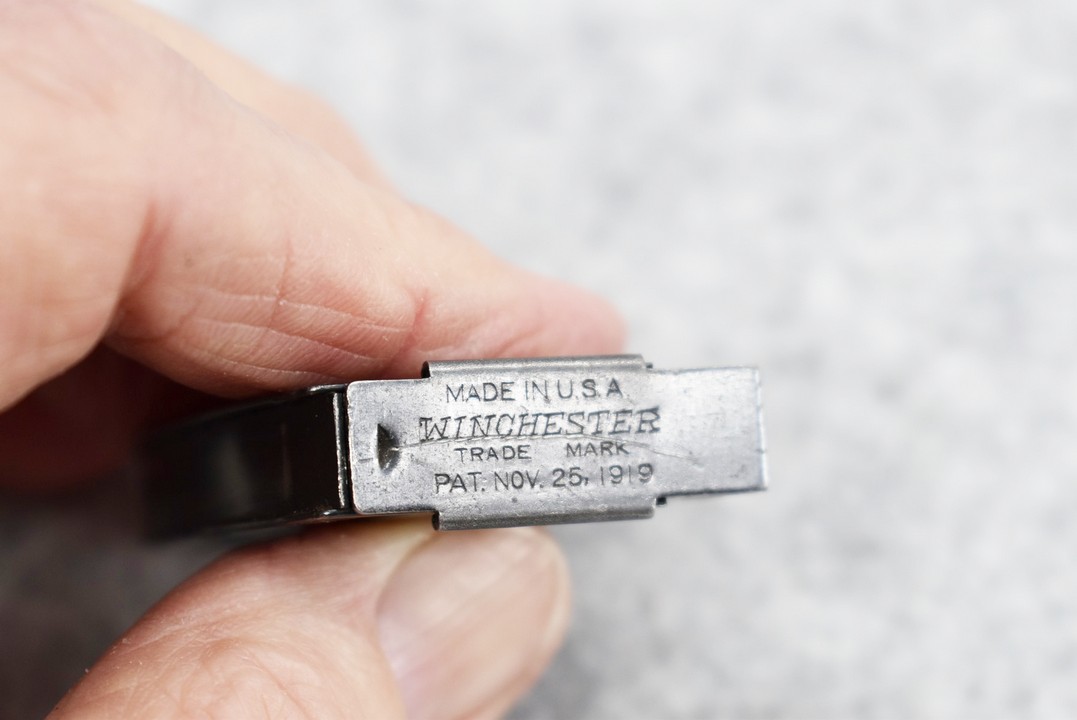 MADE IN U.S.A.
WINCHESTER
TRADE MARK
PAT. NOV. 25, 1919